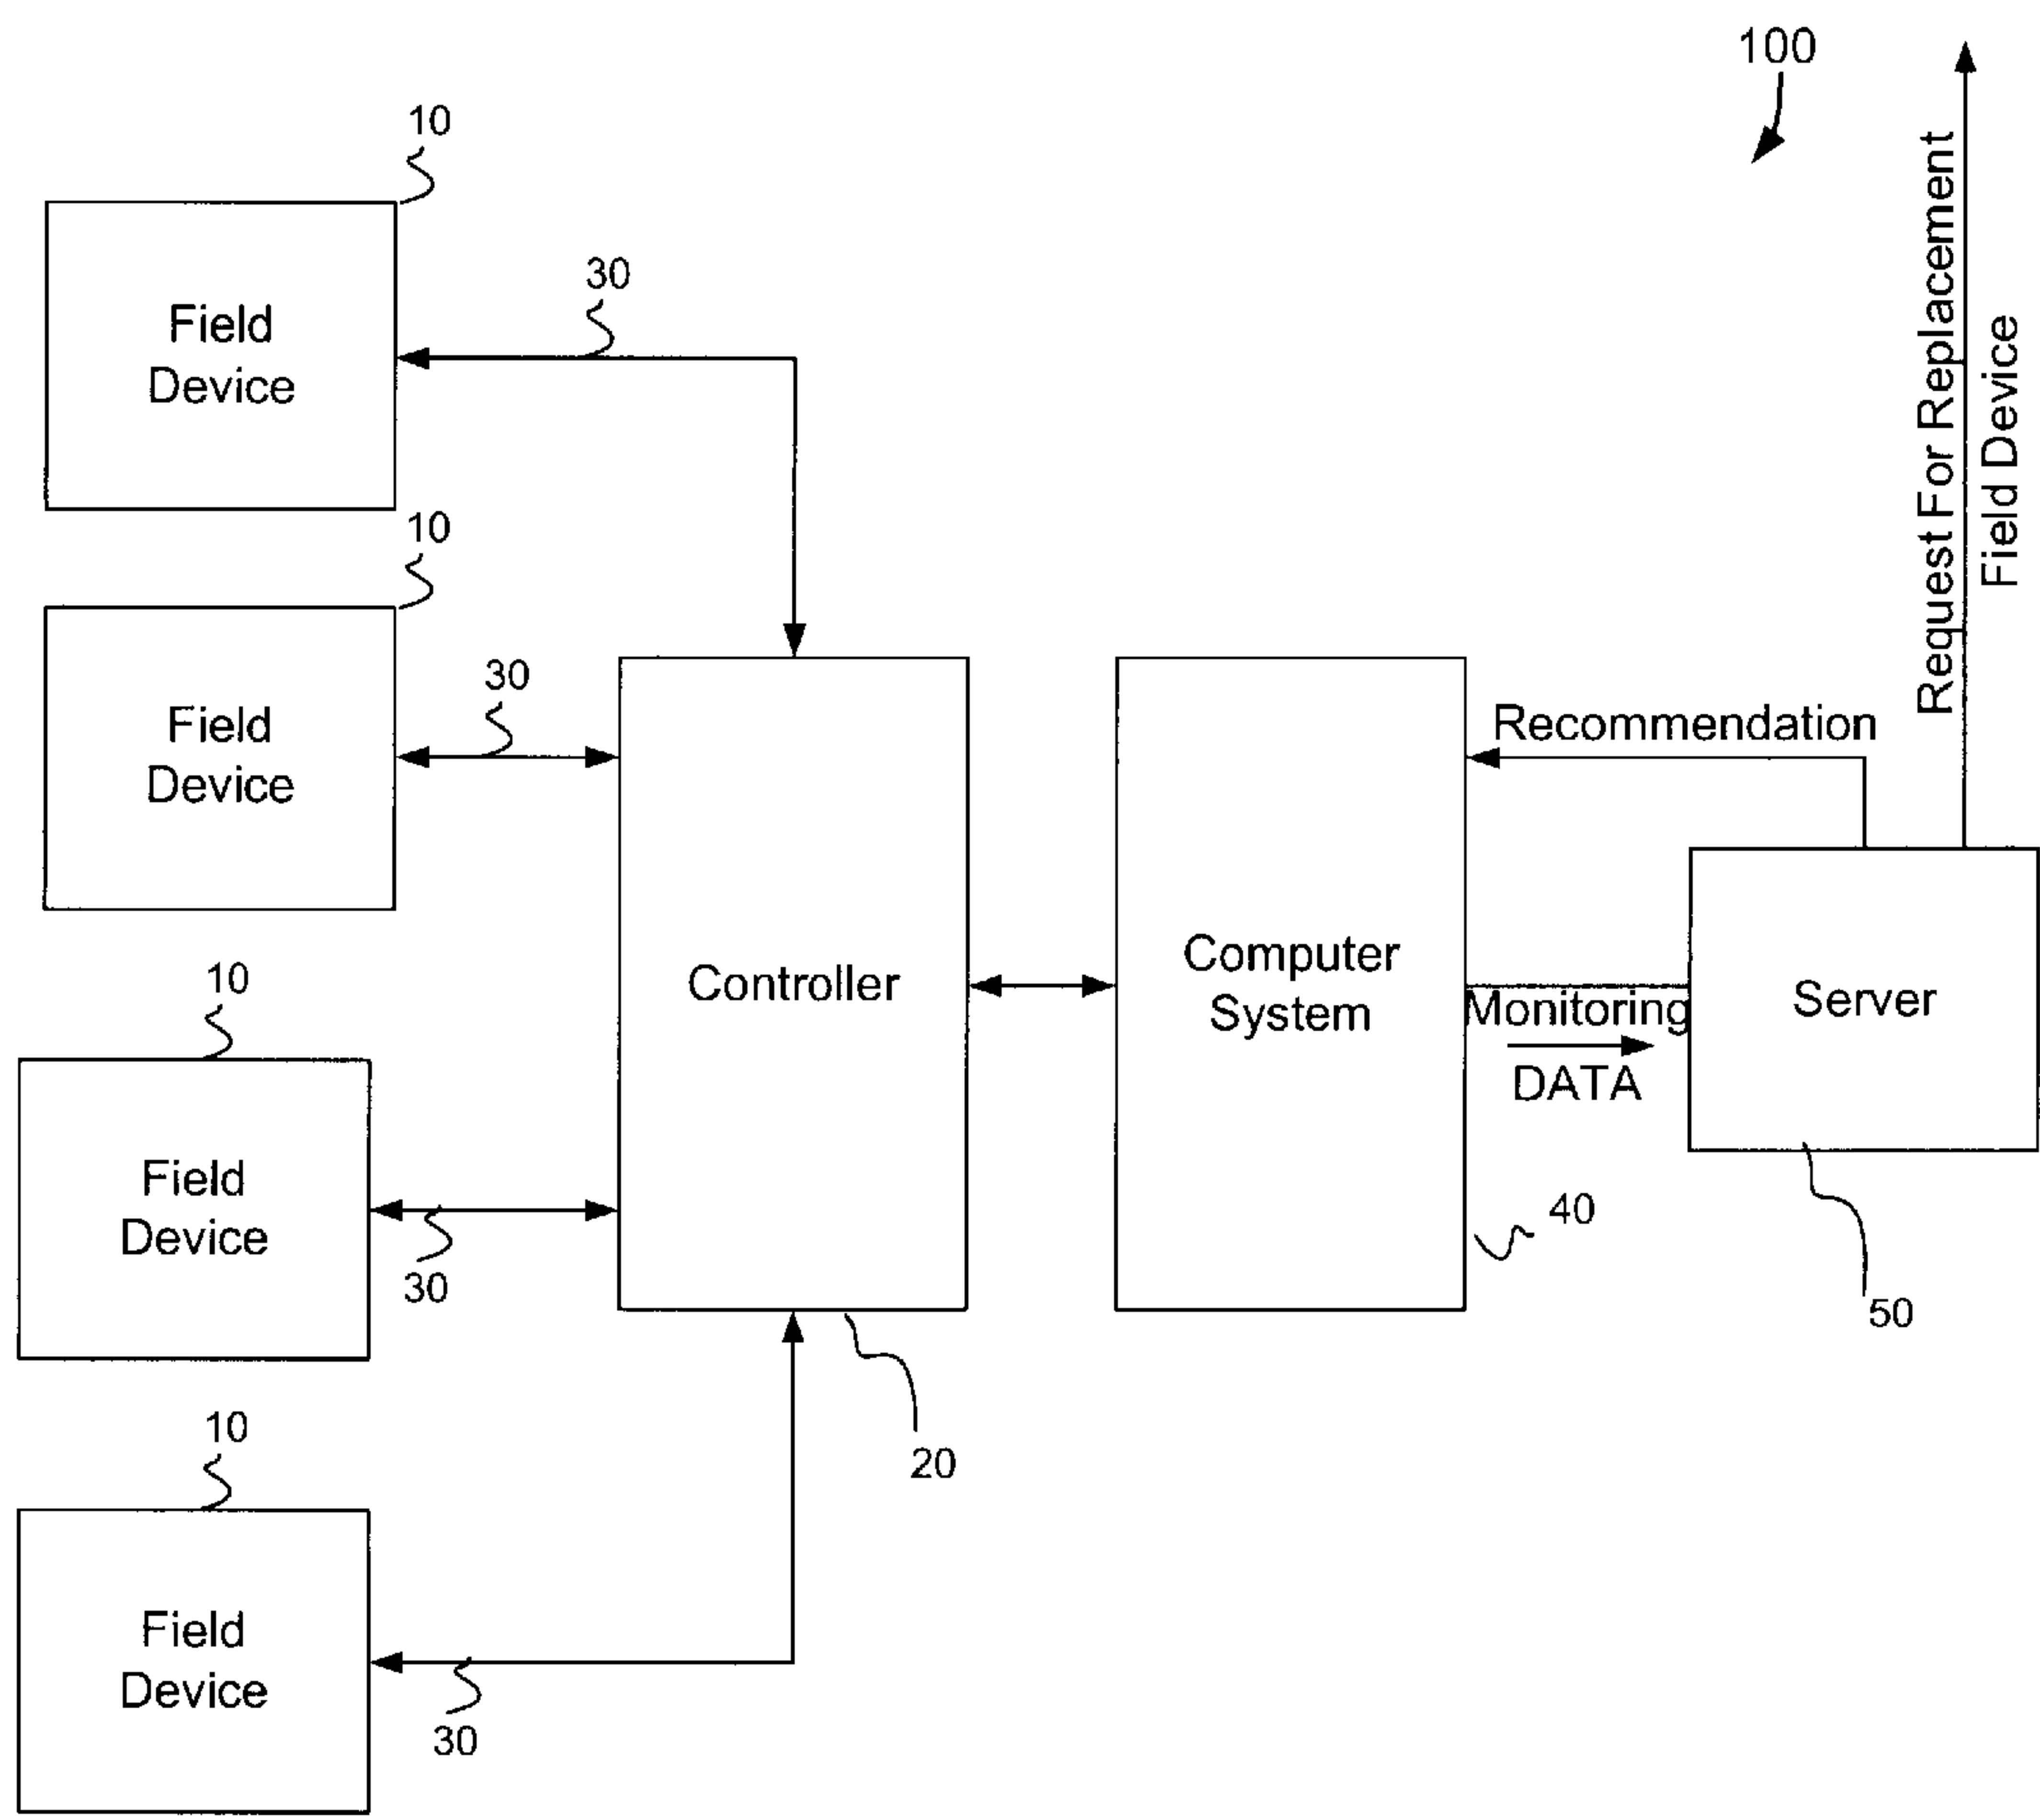 100
10
Field
Device
30
10
Field
Device
30
10
Field
Device
30
10
Field
Device
30
Controller
20
Computer
System
40
Recommendation
Monitoring
DATA
Server
50
Request For Replacement
Field Device